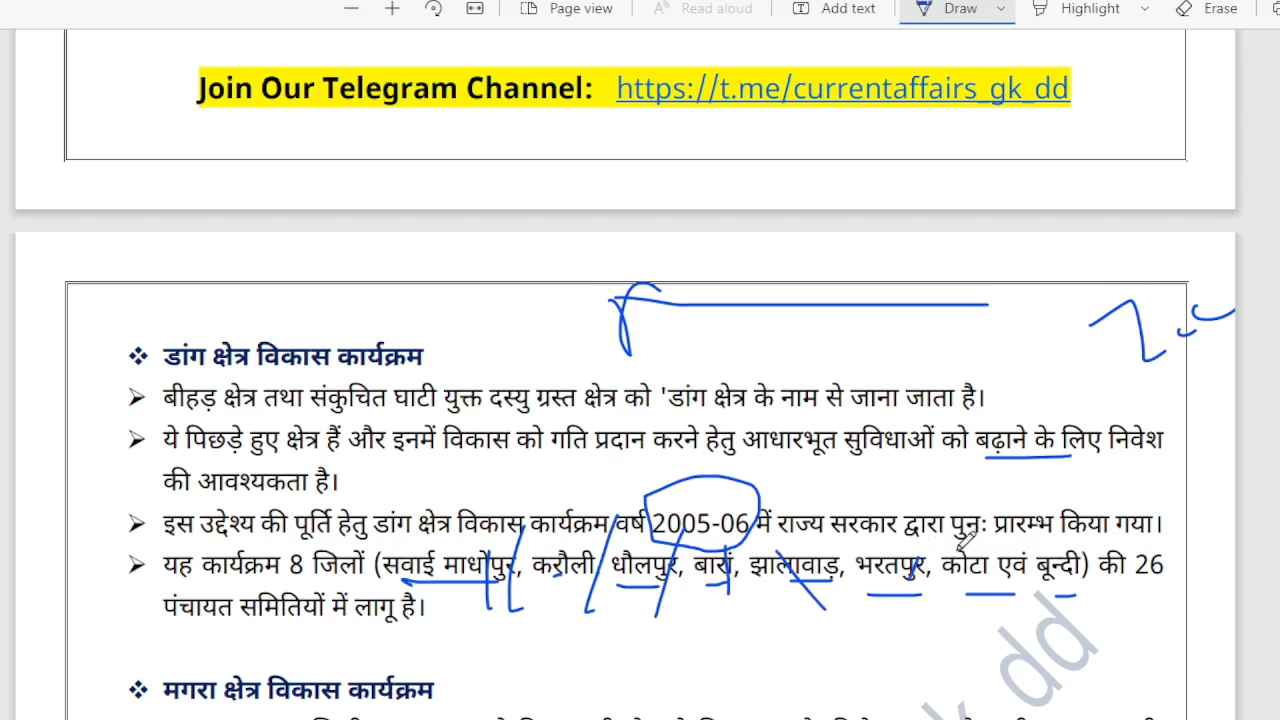 Page view Read aloud Add text Draw Highlight Erase
Join Our Telegram Channel: https://t.me/currentaffairs_gk_dd
❖ डांग क्षेत्र विकास कार्यक्रम
➢ बीहड़ क्षेत्र तथा संकुचित घाटी युक्त दस्यु ग्रस्त क्षेत्र को 'डांग क्षेत्र के नाम से जाना जाता है।
➢ ये पिछड़े हुए क्षेत्र हैं और इनमें विकास को गति प्रदान करने हेतु आधारभूत सुविधाओं को बढ़ाने के लिए निवेश
की आवश्यकता है।
➢ इस उद्देश्य की पूर्ति हेतु डांग क्षेत्र विकास कार्यक्रम वर्ष 2005-06 में राज्य सरकार द्वारा पुनः प्रारम्भ किया गया।
➢ यह कार्यक्रम 8 जिलों (सवाई माधोपुर, करौली, धौलपुर, बारां, झालावाड़, भरतपुर, कोटा एवं बून्दी) की 26
पंचायत समितियों में लागू है।
k_dd
❖ मगरा क्षेत्र विकास कार्यक्रम